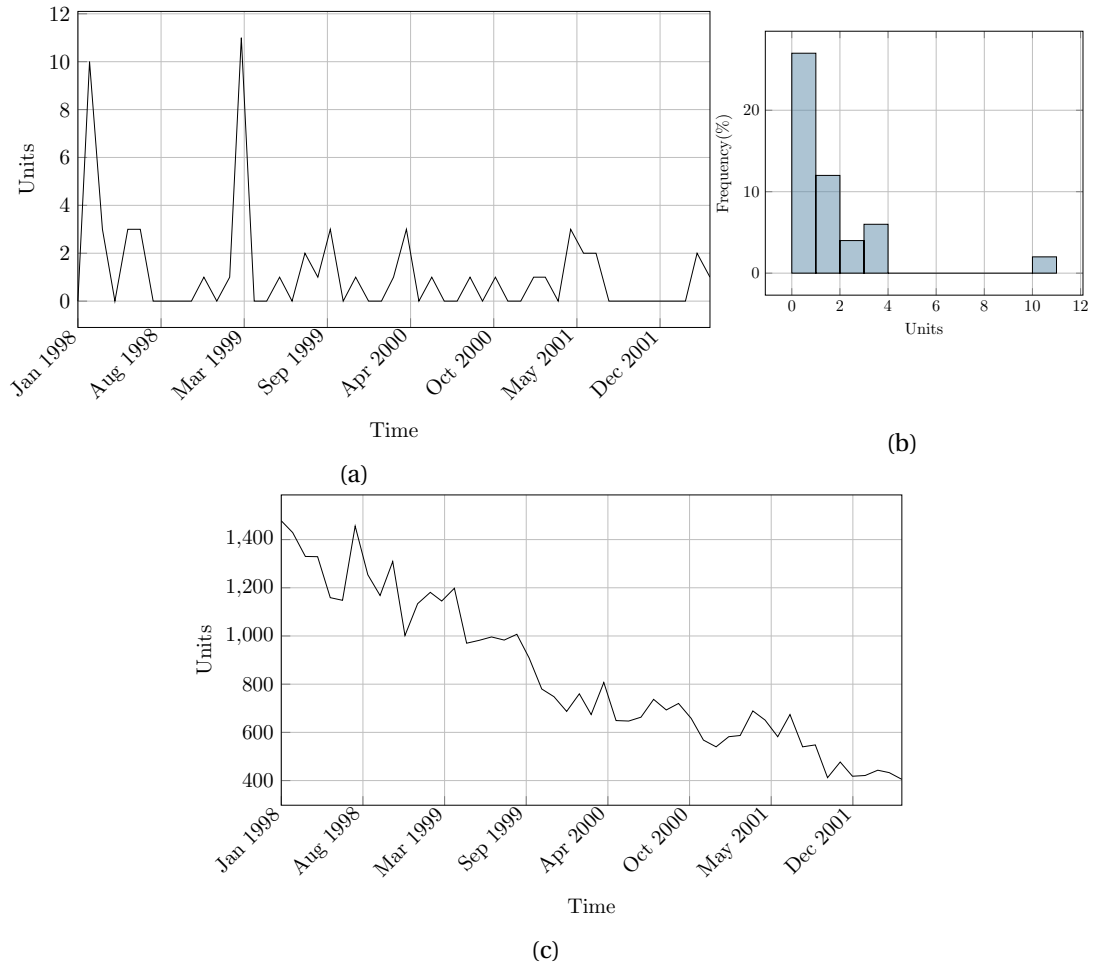 12
10
8
6
4
2
0
Units
Jan 1998
Aug 1998
Mar 1999
Sep 1999
Apr 2000
Oct 2000
May 2001
Dec 2001
Time
(a)
20
10
0
Frequency(%)
0 2 4 6 8 10 12
Units
(b)
1,400
1,200
1,000
800
600
400
Units
Jan 1998
Aug 1998
Mar 1999
Sep 1999
Apr 2000
Oct 2000
May 2001
Dec 2001
Time
(c)